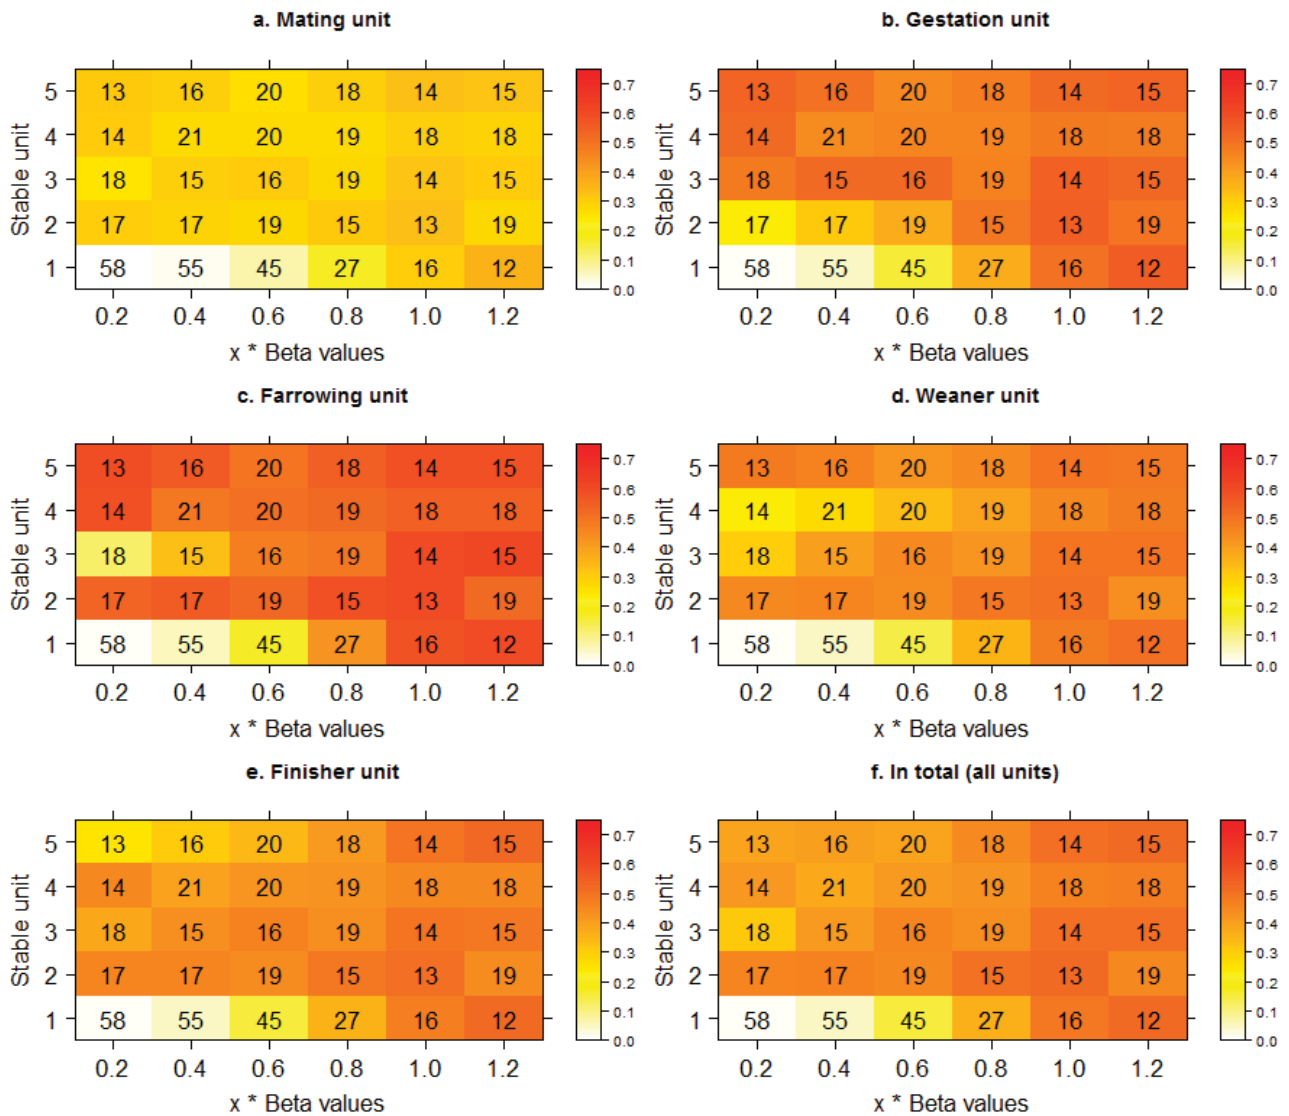 a. Mating unit
b. Gestation unit
5 13 16 20 18 14 15 0.7
4 14 21 20 19 18 18 0.6
3 18 15 16 19 14 15 0.5
2 17 17 19 15 13 19 0.4
1 58 55 45 27 16 12 0.3
0.2
0.1
0.0
Stable unit
0.2 0.4 0.6 0.8 1.0 1.2
x * Beta values
5 13 16 20 18 14 15 0.7
4 14 21 20 19 18 18 0.6
3 18 15 16 19 14 15 0.5
2 17 17 19 15 13 19 0.4
1 58 55 45 27 16 12 0.3
0.2
0.1
0.0
Stable unit
0.2 0.4 0.6 0.8 1.0 1.2
x * Beta values
c. Farrowing unit
d. Weaner unit
5 13 16 20 18 14 15 0.7
4 14 21 20 19 18 18 0.6
3 18 15 16 19 14 15 0.5
2 17 17 19 15 13 19 0.4
1 58 55 45 27 16 12 0.3
0.2
0.1
0.0
Stable unit
0.2 0.4 0.6 0.8 1.0 1.2
x * Beta values
5 13 16 20 18 14 15 0.7
4 14 21 20 19 18 18 0.6
3 18 15 16 19 14 15 0.5
2 17 17 19 15 13 19 0.4
1 58 55 45 27 16 12 0.3
0.2
0.1
0.0
Stable unit
0.2 0.4 0.6 0.8 1.0 1.2
x * Beta values
e. Finisher unit
f. In total (all units)
5 13 16 20 18 14 15 0.7
4 14 21 20 19 18 18 0.6
3 18 15 16 19 14 15 0.5
2 17 17 19 15 13 19 0.4
1 58 55 45 27 16 12 0.3
0.2
0.1
0.0
Stable unit
0.2 0.4 0.6 0.8 1.0 1.2
x * Beta values
5 13 16 20 18 14 15 0.7
4 14 21 20 19 18 18 0.6
3 18 15 16 19 14 15 0.5
2 17 17 19 15 13 19 0.4
1 58 55 45 27 16 12 0.3
0.2
0.1
0.0
Stable unit
0.2 0.4 0.6 0.8 1.0 1.2
x * Beta values